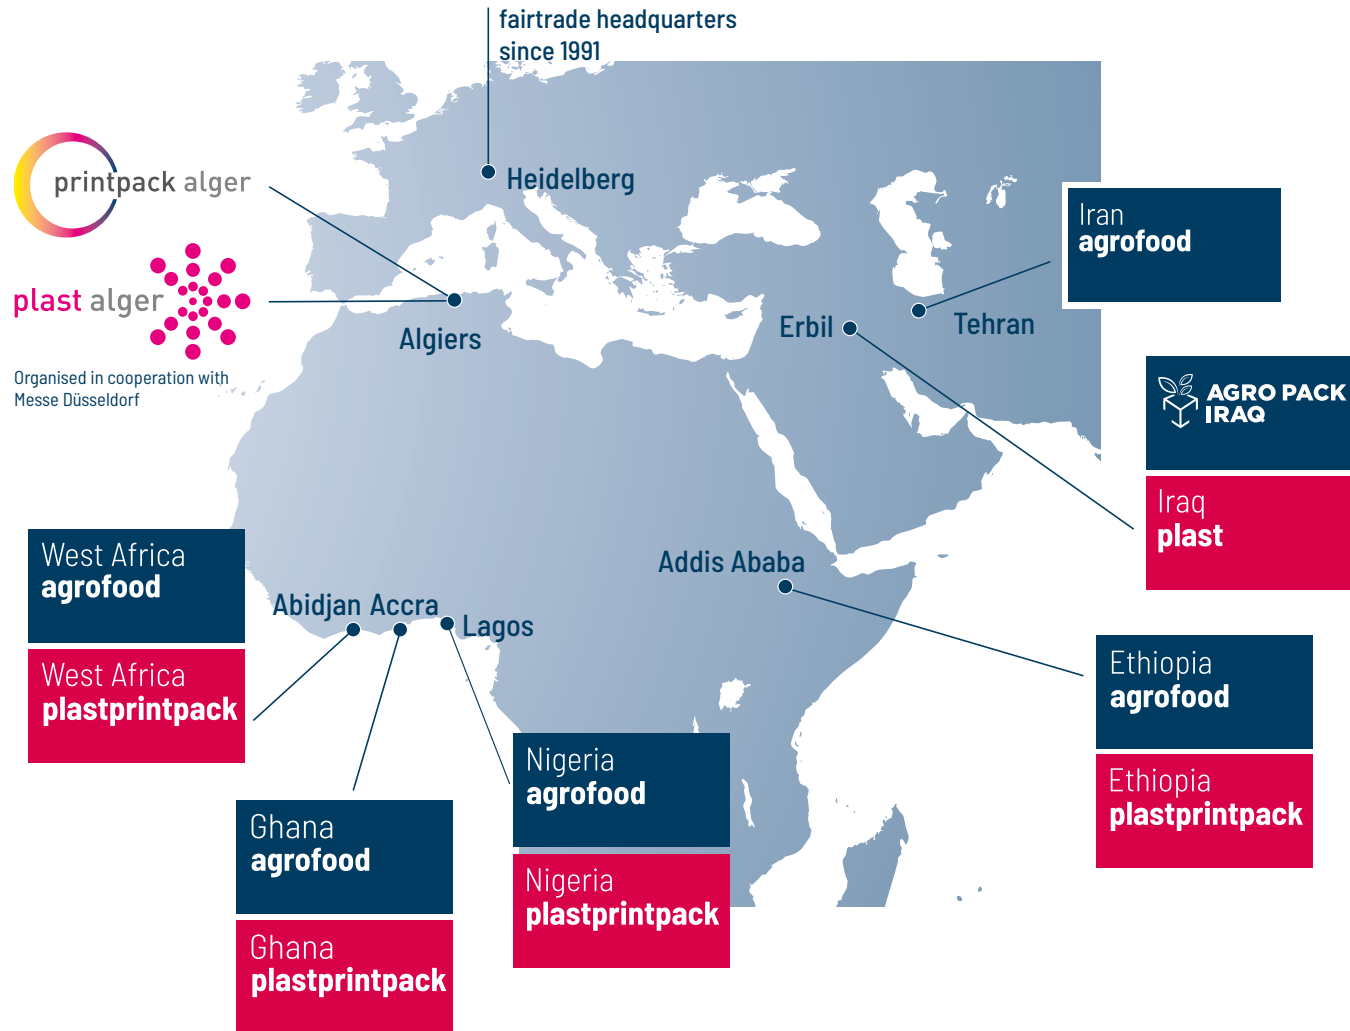 fairtrade headquarters
since 1991
Heidelberg
printpack alger
plast alger
Organised in cooperation with
Messe Düsseldorf
Algiers
Erbil
Tehran
Iran
agrofood
AGRO PACK
IRAQ
Iraq
plast
West Africa
agrofood
West Africa
plastprintpack
Abidjan
Accra
Lagos
Addis Ababa
Ethiopia
agrofood
Ethiopia
plastprintpack
Nigeria
agrofood
Nigeria
plastprintpack
Ghana
agrofood
Ghana
plastprintpack